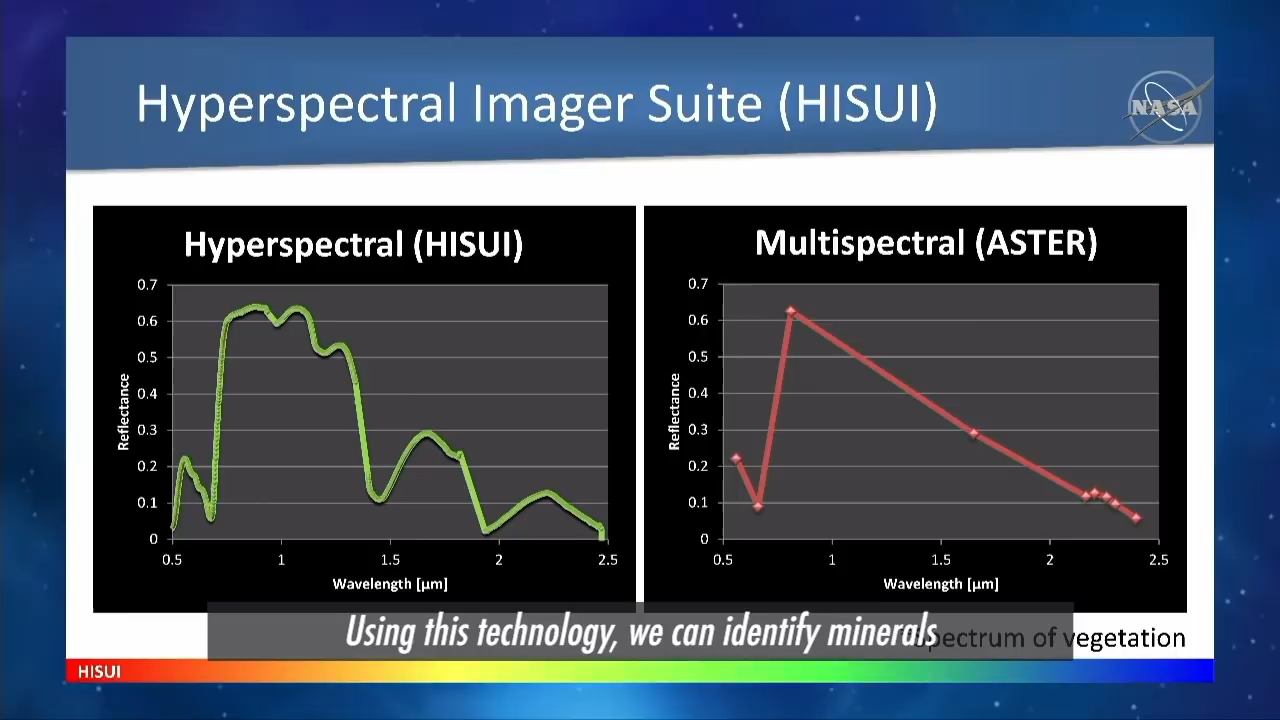 Hyperspectral Imager Suite (HISUI)
NASA
Hyperspectral (HISUI)
0.7
0.6
0.5
0.4
0.3
0.2
0.1
0
Reflectance
0.5 1 1.5 2 2.5
Wavelength [µm]
Multispectral (ASTER)
0.7
0.6
0.5
0.4
0.3
0.2
0.1
0
Reflectance
0.5 1 1.5 2 2.5
Wavelength [µm]
Using this technology, we can identify minerals
Spectrum of vegetation
HISUI